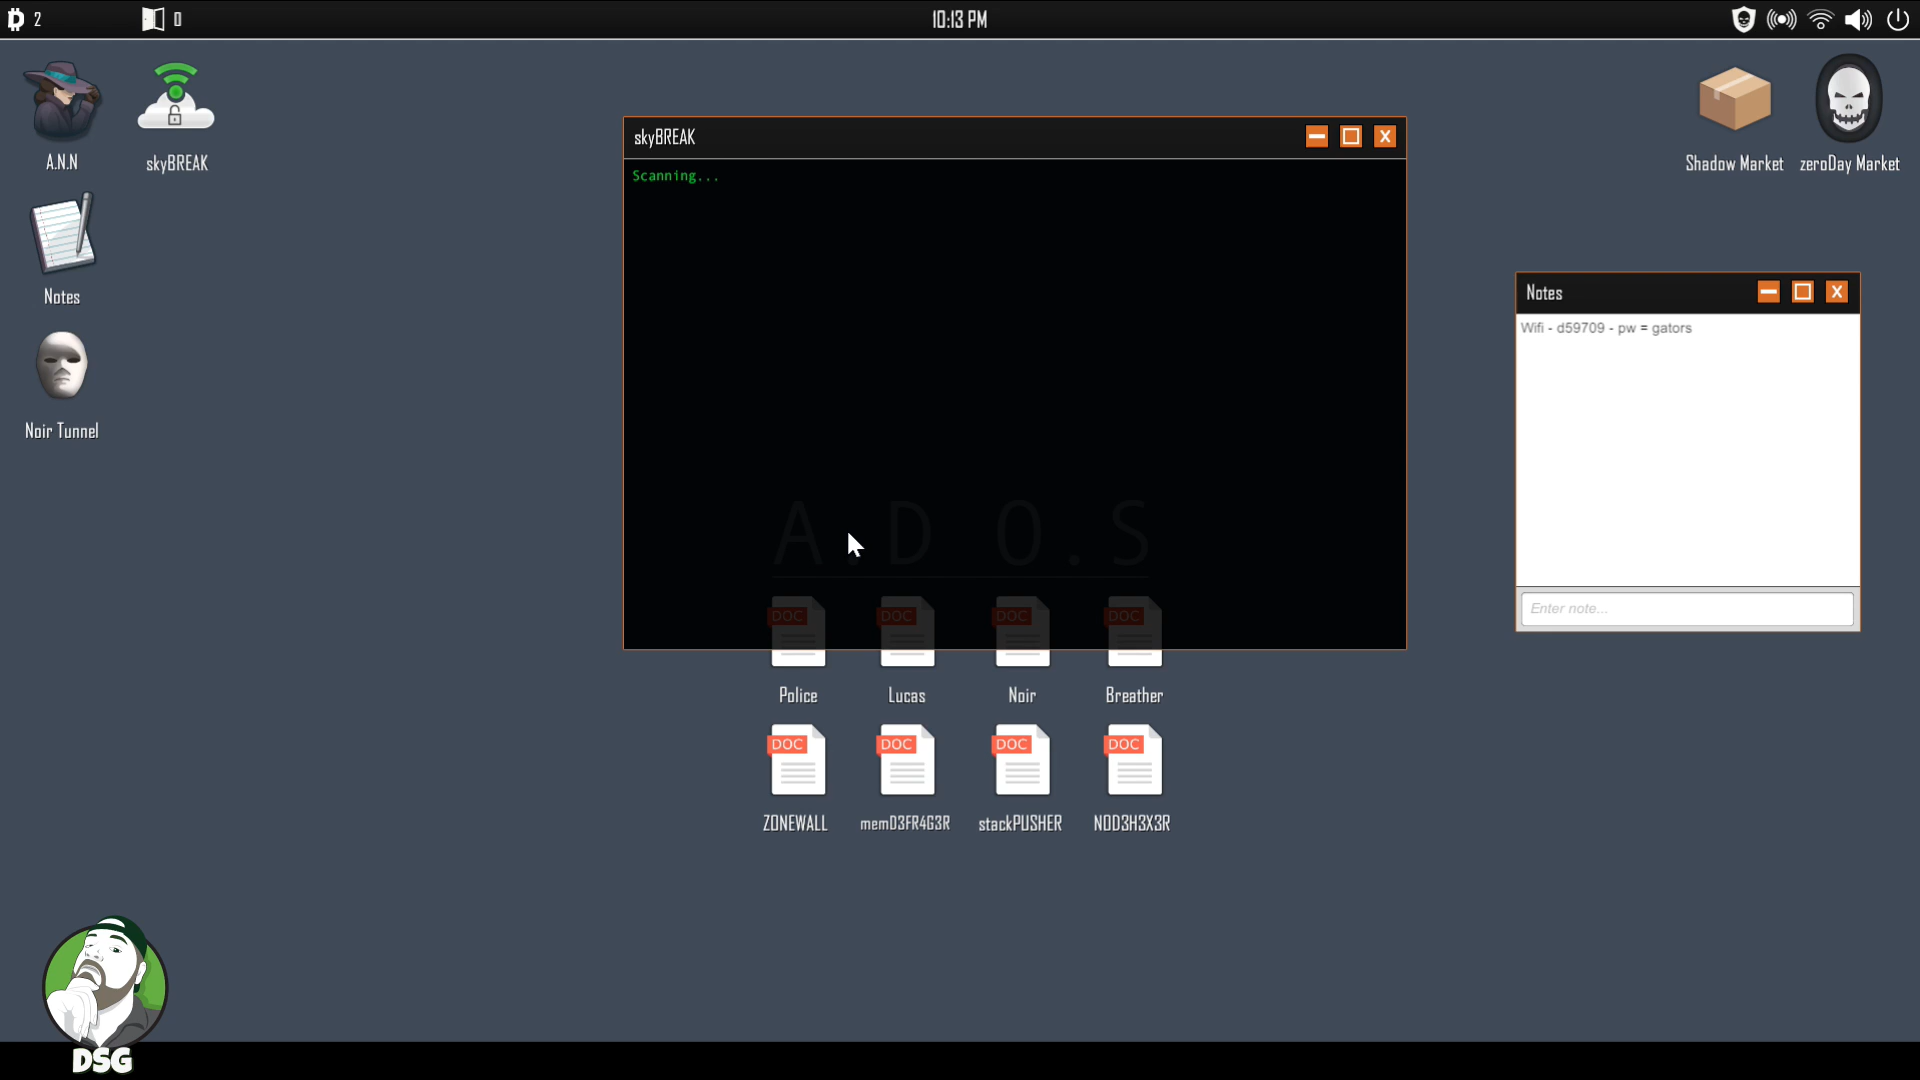 2
0
10:13 PM
A.N.N
skyBREAK
Notes
Noir Tunnel
Shadow Market
zeroDay Market
skyBREAK
Scanning...
A.D O.S
Notes
Wifi - d59709 - pw = gators
Enter note...
DOC
DOC
DOC
DOC
Police
Lucas
Noir
Breather
DOC
DOC
DOC
DOC
ZONEWALL
memD3FR4G3R
stackPUSHER
NOD3H3X3R
DSG